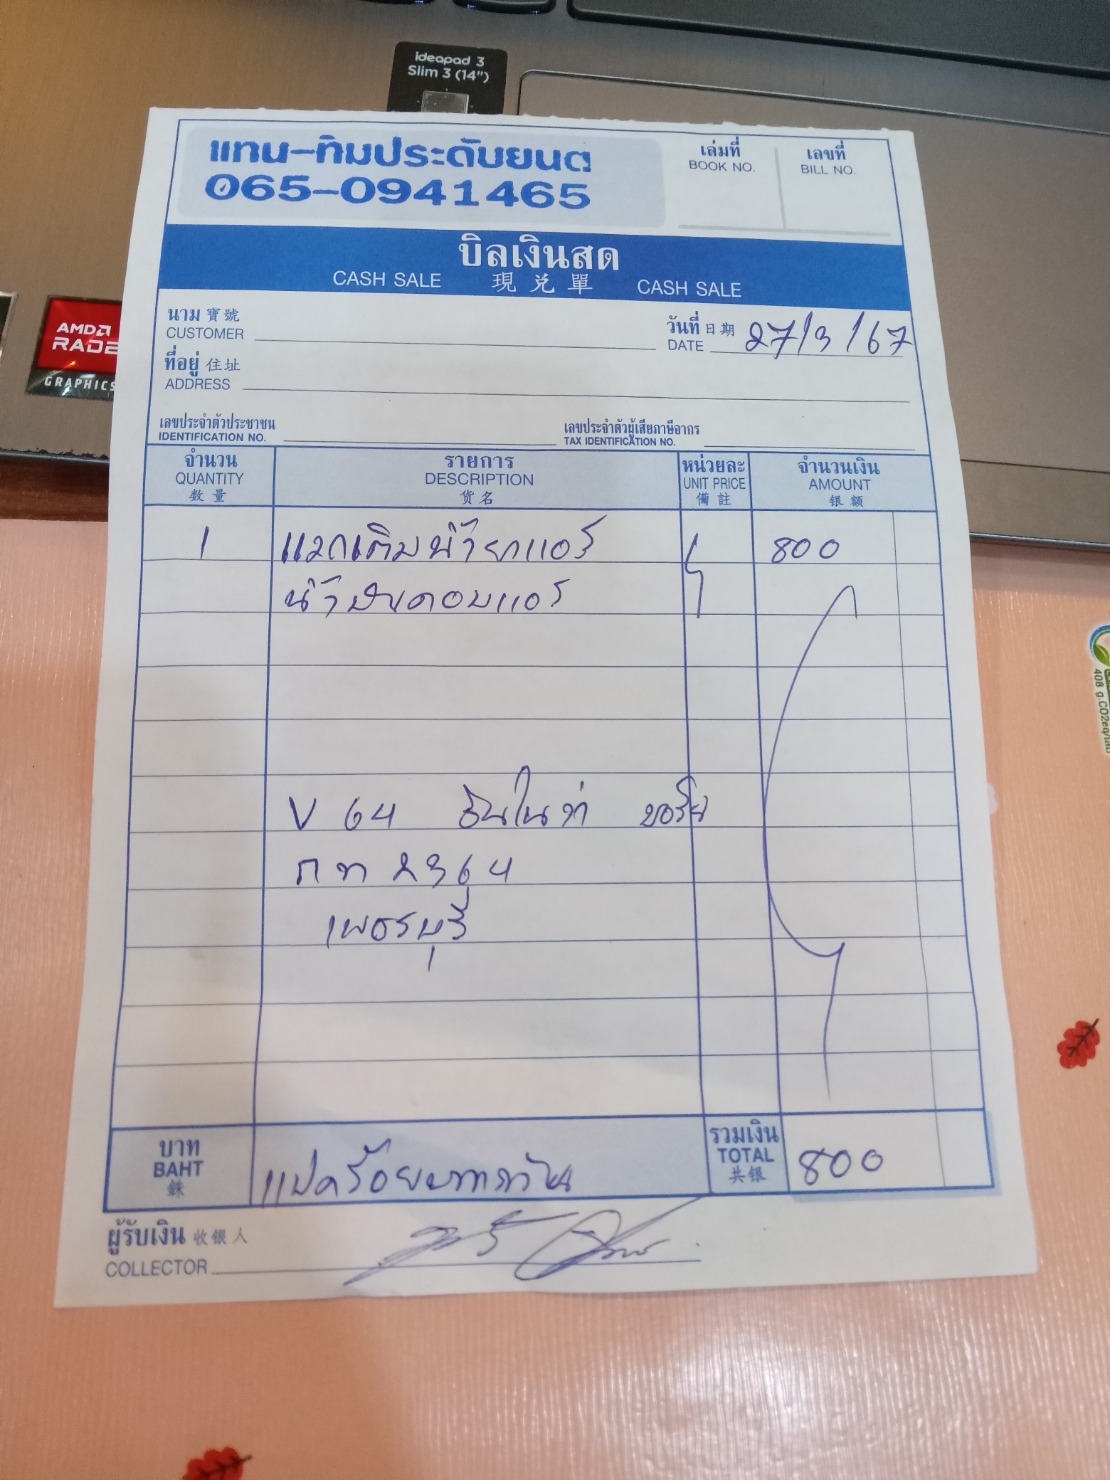 ideapad 3
Slim 3 (14")
AMD
RADE
GRAPHICS
แทน-ทิมประดับยนต์
065-0941465
เล่มที่
BOOK NO.
เลขที่
BILL NO.
บิลเงินสด
CASH SALE 現兑單 CASH SALE
นาม 寶號
CUSTOMER
วันที่ 日期
DATE 27/3/67
ที่อยู่ 住址
ADDRESS
เลขประจำตัวประชาชน
IDENTIFICATION NO.
เลขประจำตัวผู้เสียภาษีอากร
TAX IDENTIFICATION NO.
จำนวน
QUANTITY
数量
รายการ
DESCRIPTION
货名
หน่วยละ
UNIT PRICE
備註
จำนวนเงิน
AMOUNT
银额
1 แวคเติมน้ำยาแอร์ 800
น้ำมันคอมแอร์
V 64
กท 2364
เพชรบุรี
บาท
BAHT
銖
แปดร้อยบาทถ้วน
รวมเงิน
TOTAL
共银
800
ผู้รับเงิน 收银人
COLLECTOR